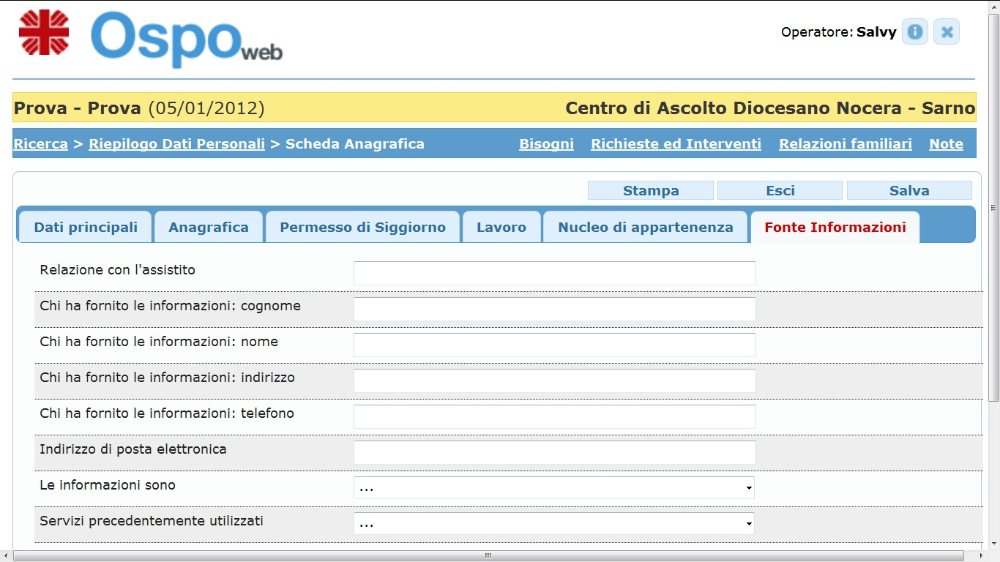 Ospo web
Operatore: Salvy
Prova - Prova (05/01/2012) Centro di Ascolto Diocesano Nocera - Sarno
Ricerca > Riepilogo Dati Personali > Scheda Anagrafica Bisogni Richieste ed Interventi Relazioni familiari Note
Stampa Esci Salva
Dati principali Anagrafica Permesso di Siggiorno Lavoro Nucleo di appartenenza Fonte Informazioni
Relazione con l'assistito
Chi ha fornito le informazioni: cognome
Chi ha fornito le informazioni: nome
Chi ha fornito le informazioni: indirizzo
Chi ha fornito le informazioni: telefono
Indirizzo di posta elettronica
Le informazioni sono ...
Servizi precedentemente utilizzati ...